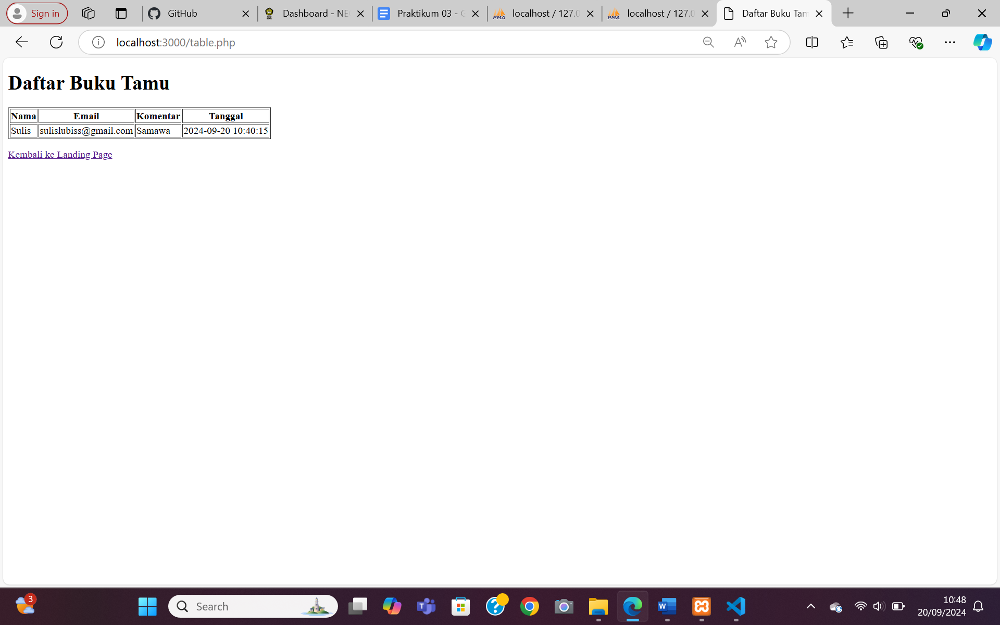 Sign in
GitHub
Dashboard - NE
Praktikum 03 - G
localhost / 127.0
localhost / 127.0
Daftar Buku Tam
localhost:3000/table.php
Daftar Buku Tamu
Nama Email Komentar Tanggal
Sulis sulislubiss@gmail.com Samawa 2024-09-20 10:40:15
Kembali ke Landing Page
3
Search
10:48
20/09/2024